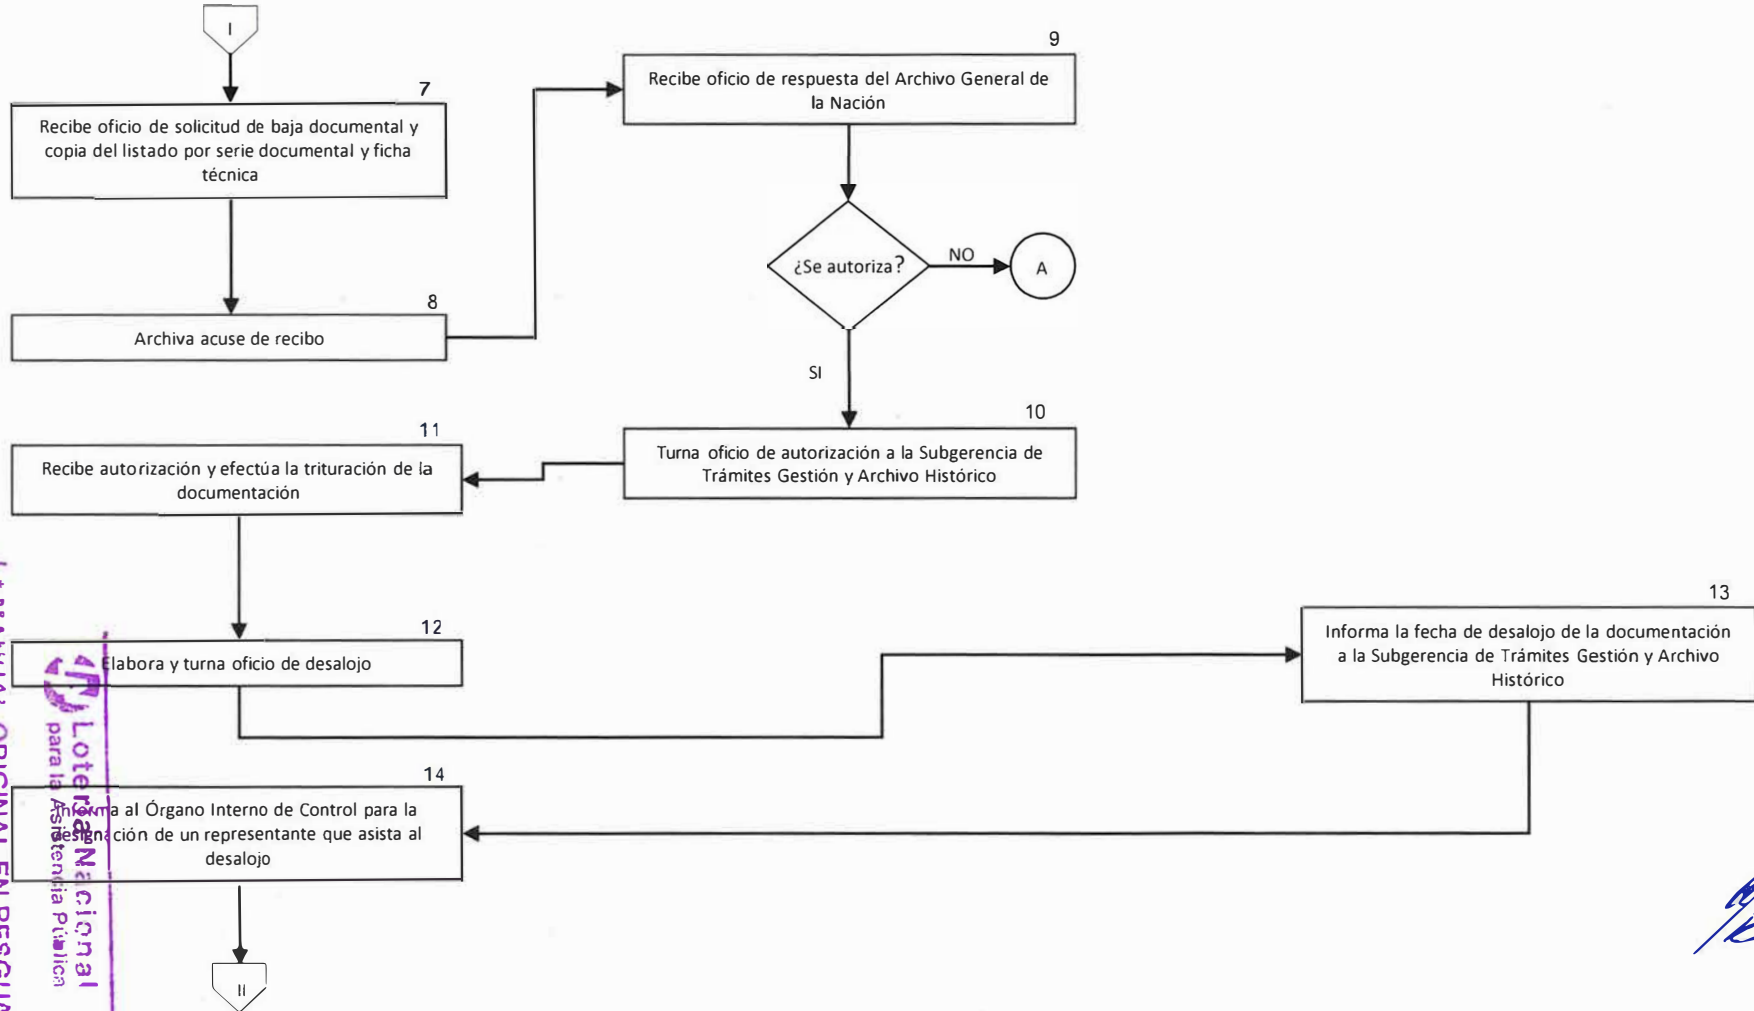 I
7
Recibe oficio de solicitud de baja documental y
copia del listado por serie documental y ficha
técnica
8
Archiva acuse de recibo
9
Recibe oficio de respuesta del Archivo General de
la Nación
¿Se autoriza?
NO
A
SI
10
Turna oficio de autorización a la Subgerencia de
Trámites Gestión y Archivo Histórico
11
Recibe autorización y efectúa la trituración de la
documentación
12
Elabora y turna oficio de desalojo
13
Informa la fecha de desalojo de la documentación
a la Subgerencia de Trámites Gestión y Archivo
Histórico
14
Informa al Órgano Interno de Control para la
designación de un representante que asista al
desalojo
II
Lotería Nacional
para la Asistencia Pública
ORIGINAL EN